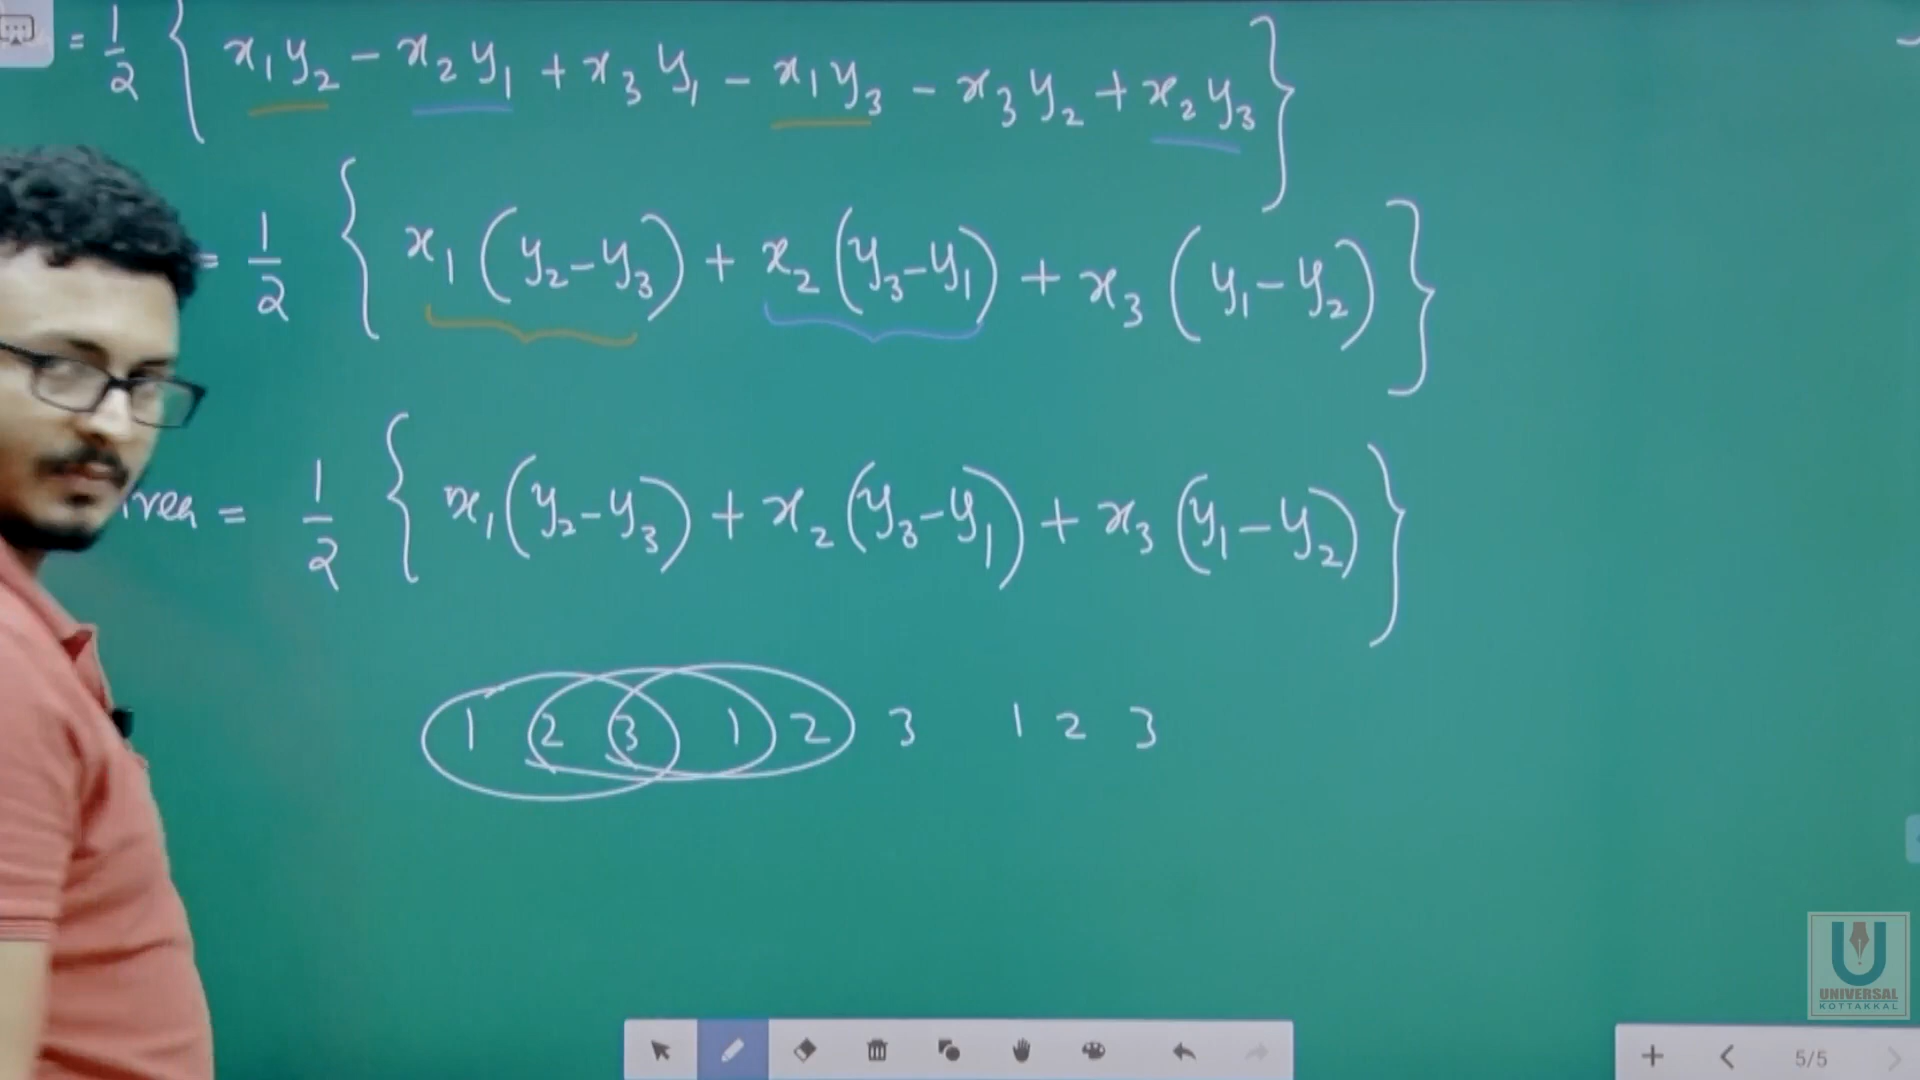 = 1/2 { x₁y₂ - x₂y₁ + x₃y₁ - x₁y₃ - x₃y₂ + x₂y₃ }
= 1/2 { x₁(y₂-y₃) + x₂(y₃-y₁) + x₃(y₁-y₂) }
rea = 1/2 { x₁(y₂-y₃) + x₂(y₃-y₁) + x₃(y₁-y₂) }
1 2 3 1 2 3 1 2 3
UNIVERSAL
KOTTAKKAL
5/5